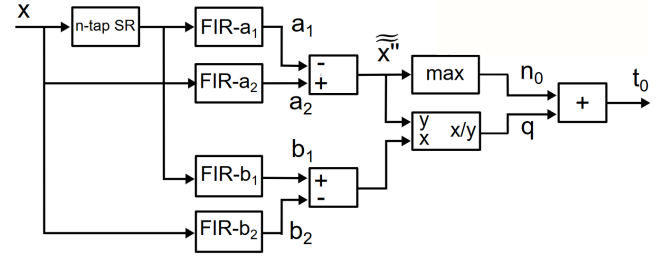 x
n-tap SR
FIR-a₁
a₁
FIR-a₂
a₂
-
+
≈
x"
max
n₀
t₀
+
y
x
x/y
q
FIR-b₁
b₁
+
-
FIR-b₂
b₂